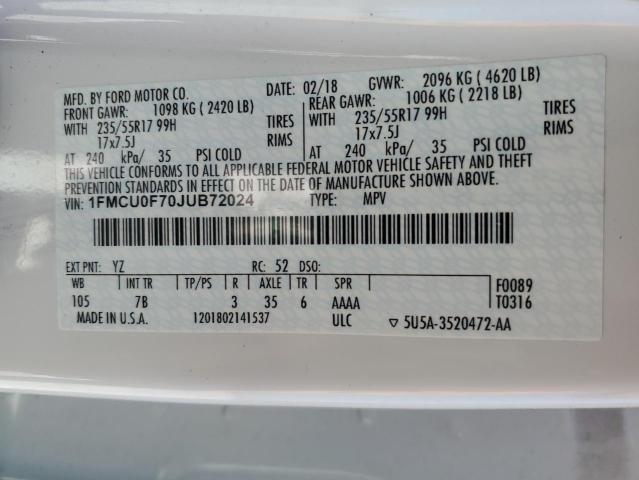 MFD. BY FORD MOTOR CO. DATE: 02/18 GVWR: 2096 KG ( 4620 LB)
FRONT GAWR: 1098 KG ( 2420 LB) REAR GAWR: 1006 KG ( 2218 LB)
WITH 235/55R17 99H TIRES WITH 235/55R17 99H TIRES
17x7.5J RIMS 17x7.5J RIMS
AT 240 kPa/ 35 PSI COLD AT 240 kPa/ 35 PSI COLD
THIS VEHICLE CONFORMS TO ALL APPLICABLE FEDERAL MOTOR VEHICLE SAFETY AND THEFT
PREVENTION STANDARDS IN EFFECT ON THE DATE OF MANUFACTURE SHOWN ABOVE.
VIN: 1FMCU0F70JUB72024 TYPE: MPV
EXT PNT: YZ RC: 52 DSO:
WB INT TR TP/PS R AXLE TR SPR F0089
105 7B 3 35 6 AAAA T0316
MADE IN U.S.A. 1201802141537 ULC ▽ 5U5A-3520472-AA